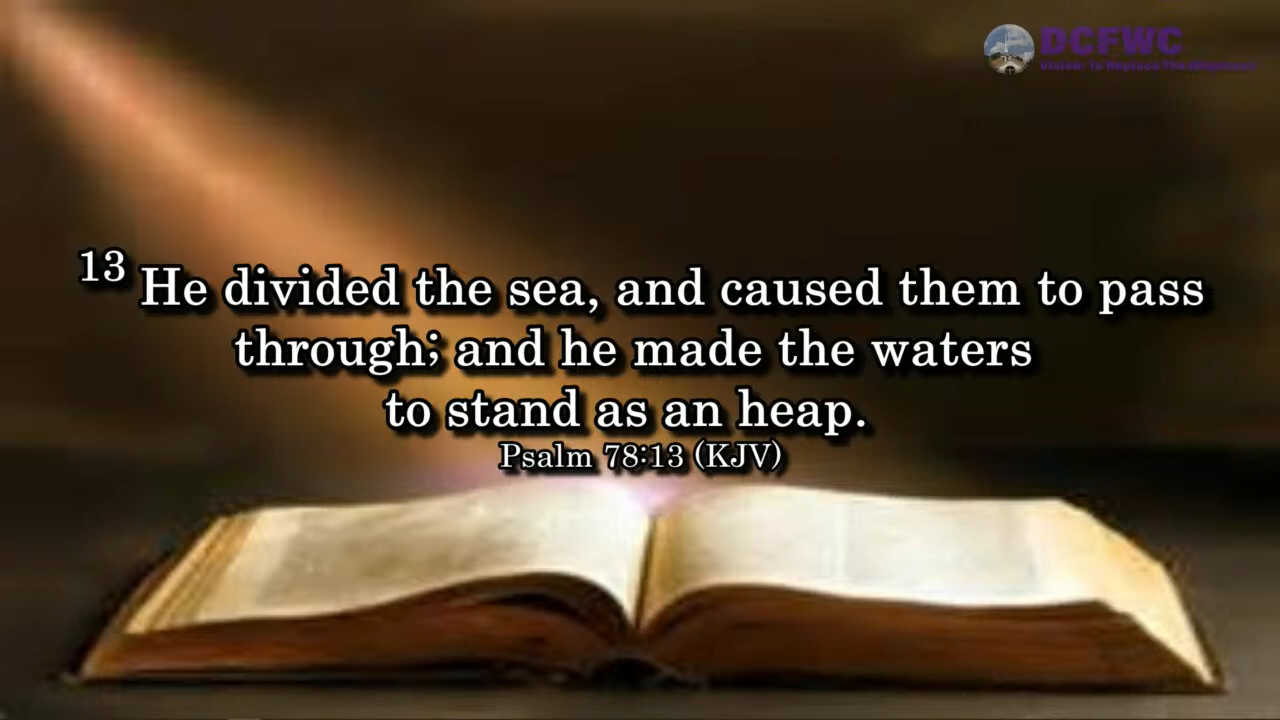 DCFWC
13 He divided the sea, and caused them to pass
through; and he made the waters
to stand as an heap.
Psalm 78:13 (KJV)